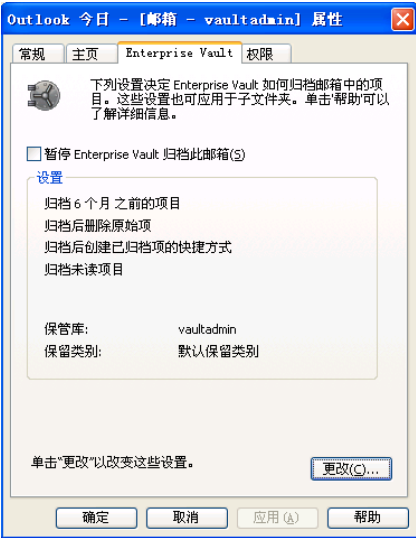 Outlook 今日 - [邮箱 - vaultadmin] 属性
常规 主页 Enterprise Vault 权限
下列设置决定 Enterprise Vault 如何归档邮箱中的项
目。这些设置也可应用于子文件夹。单击‘帮助’可以
了解详细信息。
暂停 Enterprise Vault 归档此邮箱(S)
设置
归档 6 个月 之前的项目
归档后删除原始项
归档后创建已归档项的快捷方式
归档未读项目
保管库: vaultadmin
保留类别: 默认保留类别
单击“更改”以改变这些设置。
更改(C)...
确定 取消 应用(A) 帮助